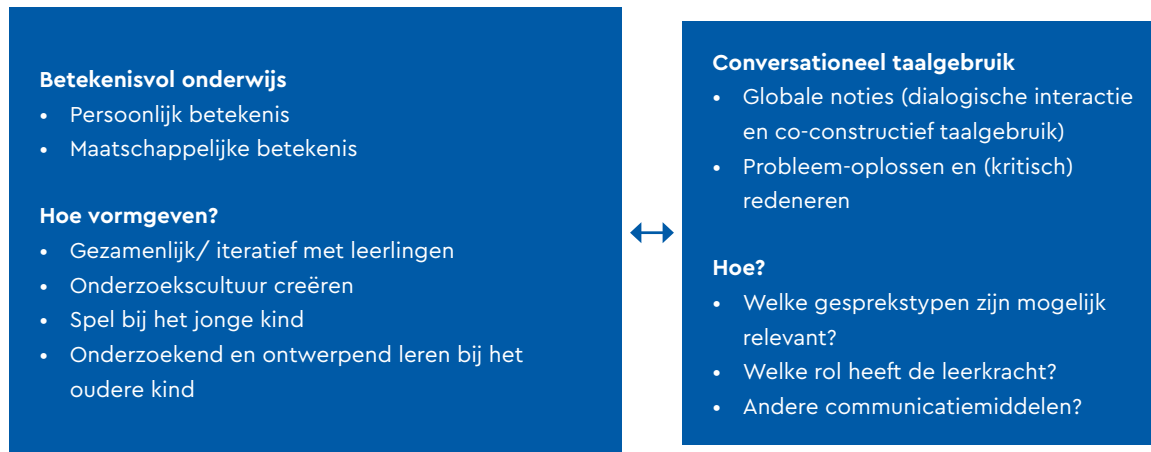 Betekenisvol onderwijs
• Persoonlijk betekenis
• Maatschappelijke betekenis
Hoe vormgeven?
• Gezamenlijk/ iteratief met leerlingen
• Onderzoekscultuur creëren
• Spel bij het jonge kind
• Onderzoekend en ontwerpend leren bij het
oudere kind
Conversationeel taalgebruik
• Globale noties (dialogische interactie
en co-constructief taalgebruik)
• Probleem-oplossen en (kritisch)
redeneren
Hoe?
• Welke gesprekstypen zijn mogelijk
relevant?
• Welke rol heeft de leerkracht?
• Andere communicatiemiddelen?